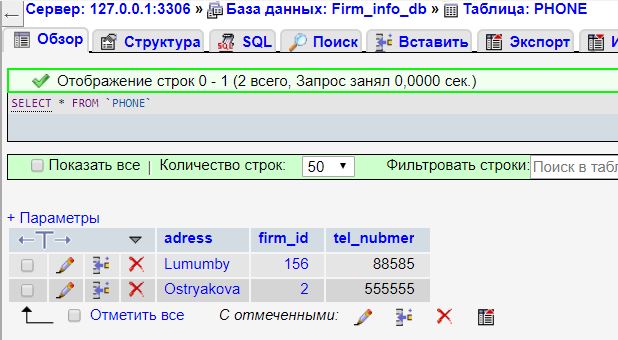 Сервер: 127.0.0.1:3306 » База данных: Firm_info_db » Таблица: PHONE
Обзор Структура SQL Поиск Вставить Экспорт
Отображение строк 0 - 1 (2 всего, Запрос занял 0,0000 сек.)
SELECT * FROM `PHONE`
Показать все | Количество строк: 50 Фильтровать строки: Поиск в табл
+ Параметры
adress firm_id tel_nubmer
Lumumby 156 88585
Ostryakova 2 555555
Отметить все С отмеченными: